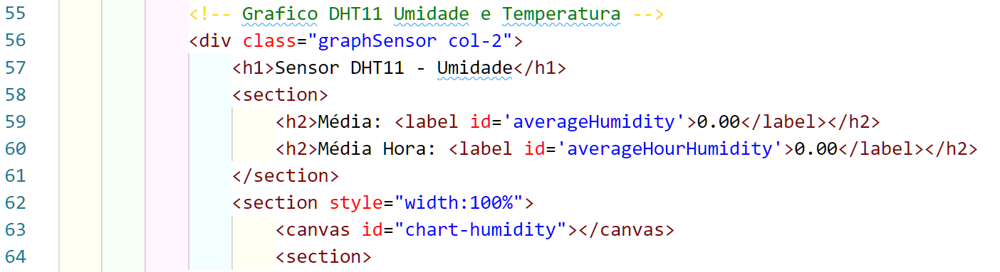 55 <!-- Grafico DHT11 Umidade e Temperatura -->
56 <div class="graphSensor col-2">
57 <h1>Sensor DHT11 - Umidade</h1>
58 <section>
59 <h2>Média: <label id='averageHumidity'>0.00</label></h2>
60 <h2>Média Hora: <label id='averageHourHumidity'>0.00</label></h2>
61 </section>
62 <section style="width:100%">
63 <canvas id="chart-humidity"></canvas>
64 <section>